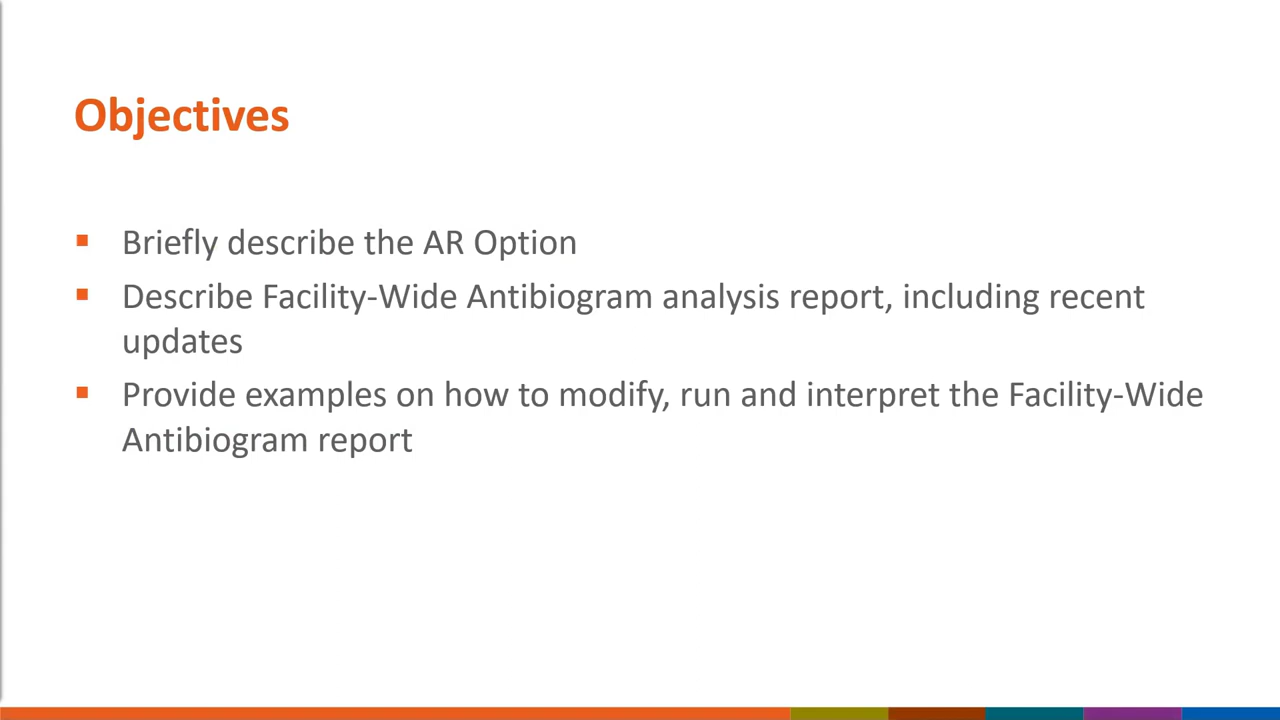 Objectives
Briefly describe the AR Option
Describe Facility-Wide Antibiogram analysis report, including recent
updates
Provide examples on how to modify, run and interpret the Facility-Wide
Antibiogram report